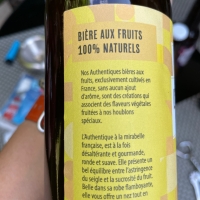 BIÈRE AUX FRUITS
100% NATURELS
Nos Authentiques bières aux
fruits, exclusivement cultivés en
France, sans aucun ajout
d'arôme, sont des créations qui
associent des flaveurs végétales
fruitées à nos houblons
spéciaux.
L'Authentique à la mirabelle
française, est à la fois
désaltérante et gourmande,
ronde et suave. Elle présente un
bel équilibre entre l'astringence
du seigle et la sucrosité du fruit.
Belle dans sa robe flamboyante,
elle vous offre un nez tout en